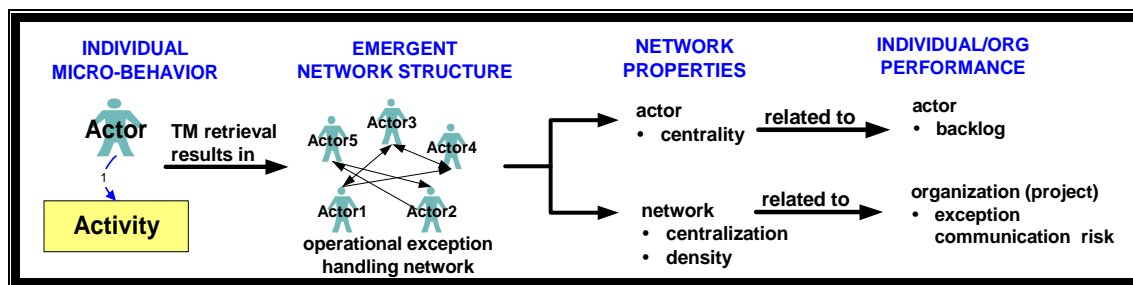 INDIVIDUAL
MICRO-BEHAVIOR
Actor
1
Activity
TM retrieval
results in
EMERGENT
NETWORK STRUCTURE
Actor3
Actor5
Actor4
Actor1
Actor2
operational exception
handling network
NETWORK
PROPERTIES
actor
• centrality
network
• centralization
• density
related to
related to
INDIVIDUAL/ORG
PERFORMANCE
actor
• backlog
organization (project)
• exception
communication risk